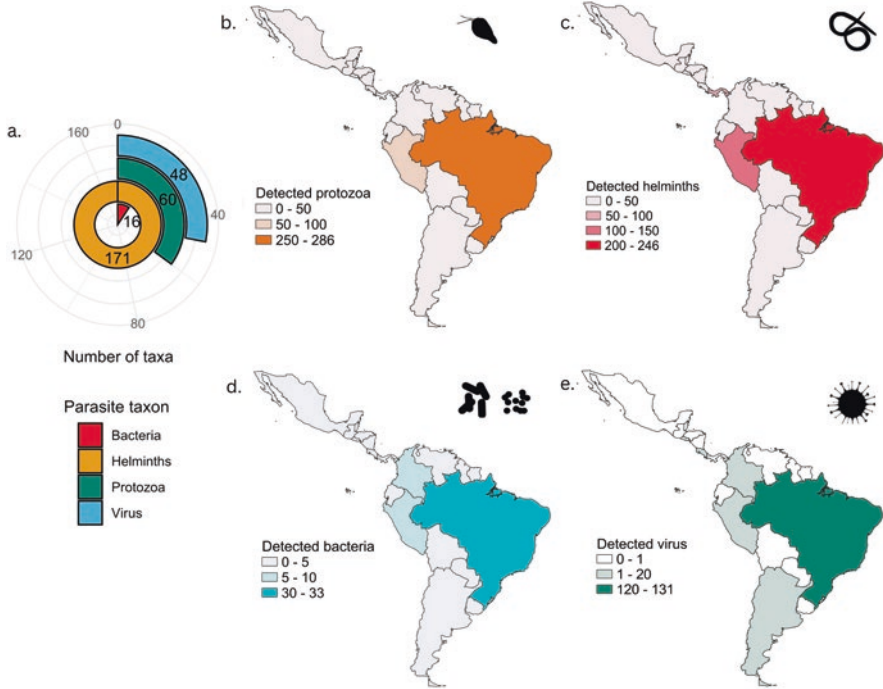 a.
0
40
80
120
160
48
60
16
171
Number of taxa
Parasite taxon
Bacteria
Helminths
Protozoa
Virus
b.
Detected protozoa
0 - 50
50 - 100
250 - 286
c.
Detected helminths
0 - 50
50 - 100
100 - 150
200 - 246
d.
Detected bacteria
0 - 5
5 - 10
30 - 33
e.
Detected virus
0 - 1
1 - 20
120 - 131